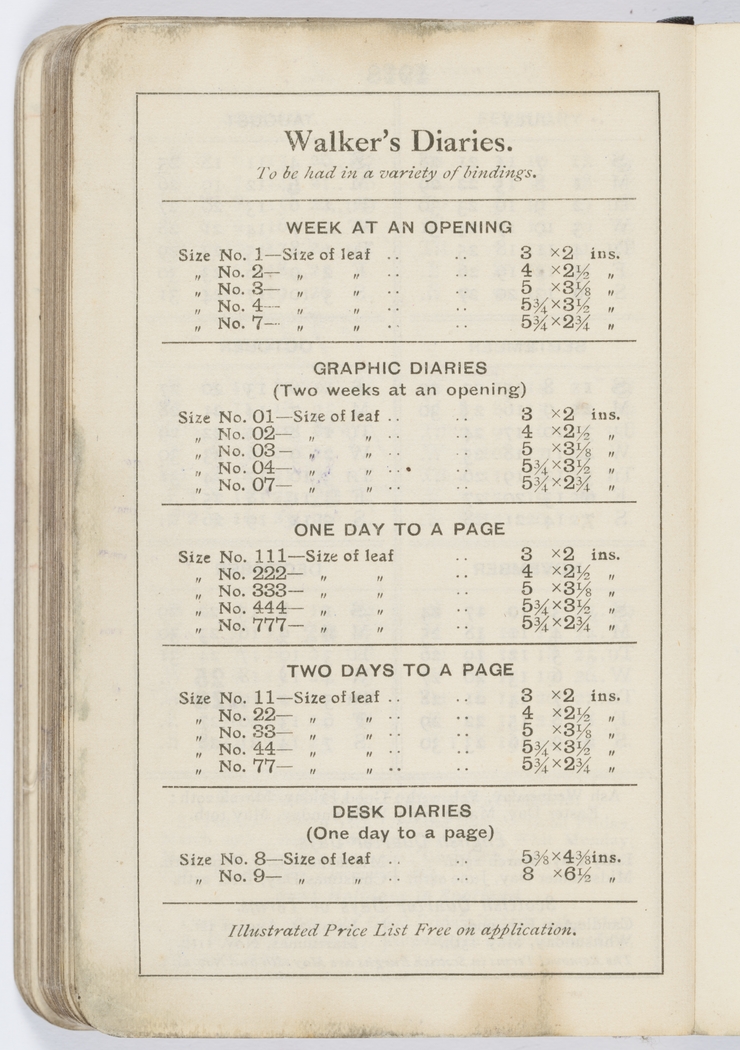 Walker's Diaries.
To be had in a variety of bindings.
WEEK AT AN OPENING
Size No. 1—Size of leaf .. .. 3 ×2 ins.
„ No. 2— „ „ .. .. 4 ×2½ „
„ No. 3— „ „ .. .. 5 ×3⅛ „
„ No. 4— „ „ .. .. 5¾×3½ „
„ No. 7— „ „ .. .. 5¾×2¾ „
GRAPHIC DIARIES
(Two weeks at an opening)
Size No. 01—Size of leaf .. .. 3 ×2 ins.
„ No. 02— „ „ .. .. 4 ×2½ „
„ No. 03— „ „ .. .. 5 ×3⅛ „
„ No. 04— „ „ .. .. 5¾×3½ „
„ No. 07— „ „ .. .. 5¾×2¾ „
ONE DAY TO A PAGE
Size No. 111—Size of leaf .. 3 ×2 ins.
„ No. 222— „ „ .. 4 ×2½ „
„ No. 333— „ „ .. 5 ×3⅛ „
„ No. 444— „ „ .. 5¾×3½ „
„ No. 777— „ „ .. 5¾×2¾ „
TWO DAYS TO A PAGE
Size No. 11—Size of leaf .. .. 3 ×2 ins.
„ No. 22— „ „ .. .. 4 ×2½ „
„ No. 33— „ „ .. .. 5 ×3⅛ „
„ No. 44— „ „ .. .. 5¾×3½ „
„ No. 77— „ „ .. .. 5¾×2¾ „
DESK DIARIES
(One day to a page)
Size No. 8—Size of leaf .. .. 5⅜×4⅜ins.
„ No. 9— „ „ .. .. 8 ×6½ „
Illustrated Price List Free on application.